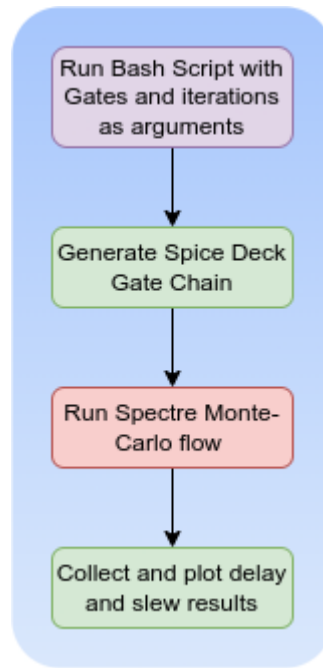 Run Bash Script with
Gates and iterations
as arguments
Generate Spice Deck
Gate Chain
Run Spectre Monte-
Carlo flow
Collect and plot delay
and slew results